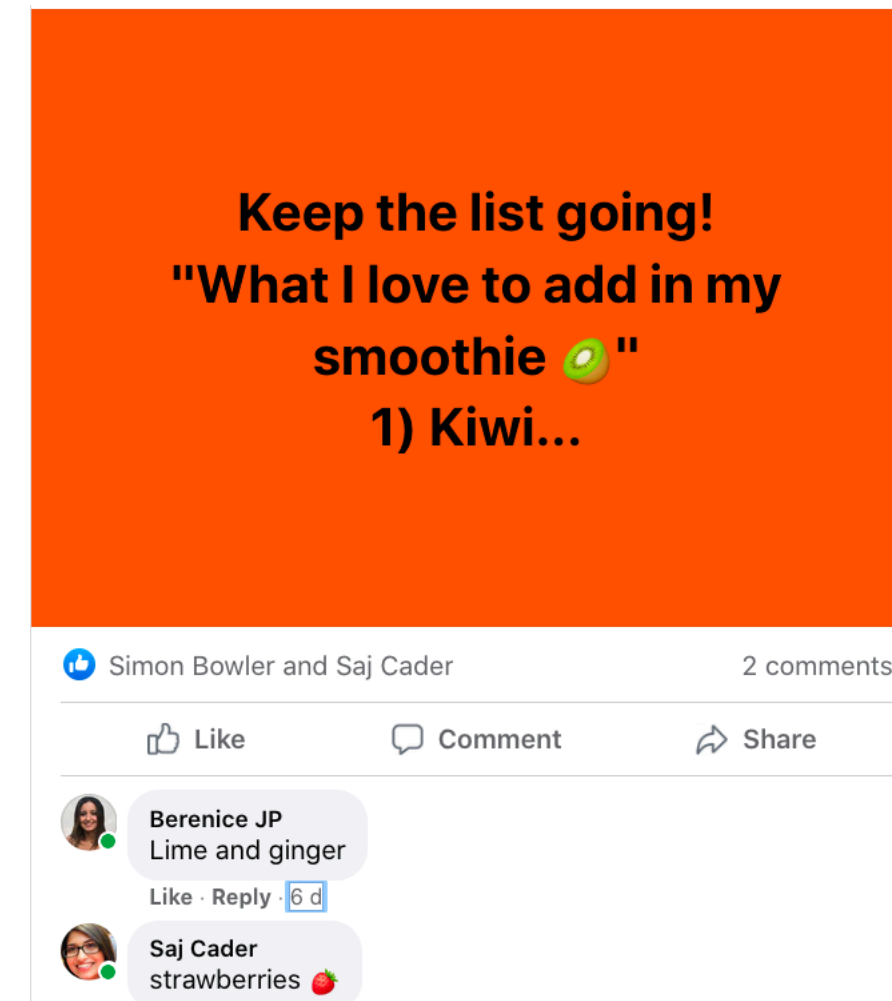 Keep the list going!
"What I love to add in my
smoothie 🥝"
1) Kiwi...
Simon Bowler and Saj Cader
2 comments
Like
Comment
Share
Berenice JP
Lime and ginger
Like · Reply · 6 d
Saj Cader
strawberries 🍓